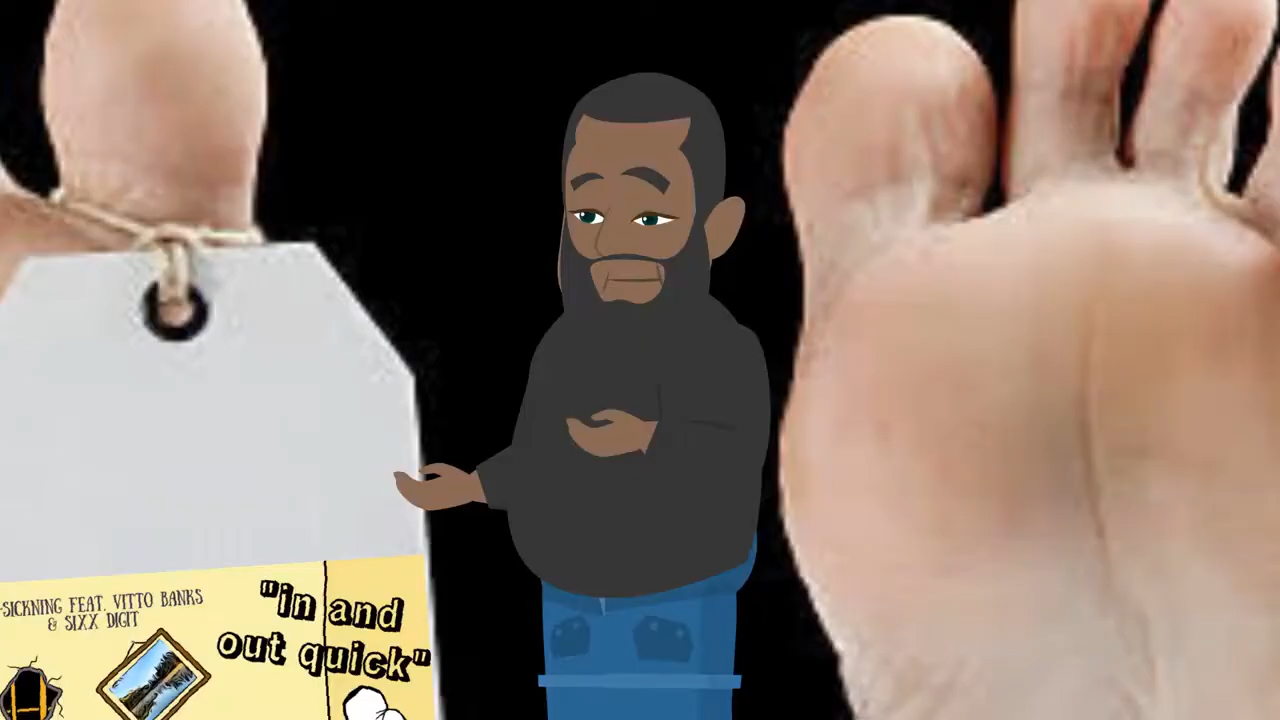 -SICKNING FEAT. VITTO BANKS
& SIXX DIGIT
"in and
out quick"